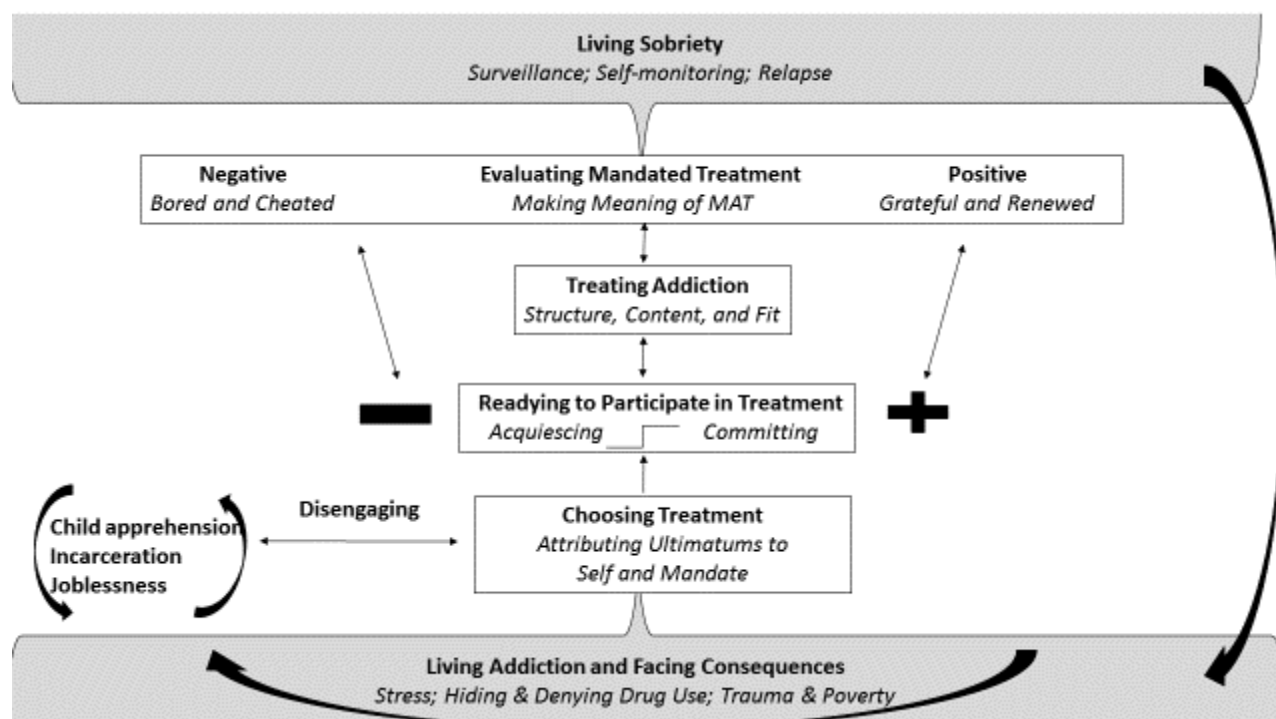 Living Sobriety
Surveillance; Self-monitoring; Relapse
Negative
Bored and Cheated
Evaluating Mandated Treatment
Making Meaning of MAT
Positive
Grateful and Renewed
Treating Addiction
Structure, Content, and Fit
Readying to Participate in Treatment
Acquiescing Committing
Disengaging
Child apprehension
Incarceration
Joblessness
Choosing Treatment
Attributing Ultimatums to
Self and Mandate
Living Addiction and Facing Consequences
Stress; Hiding & Denying Drug Use; Trauma & Poverty